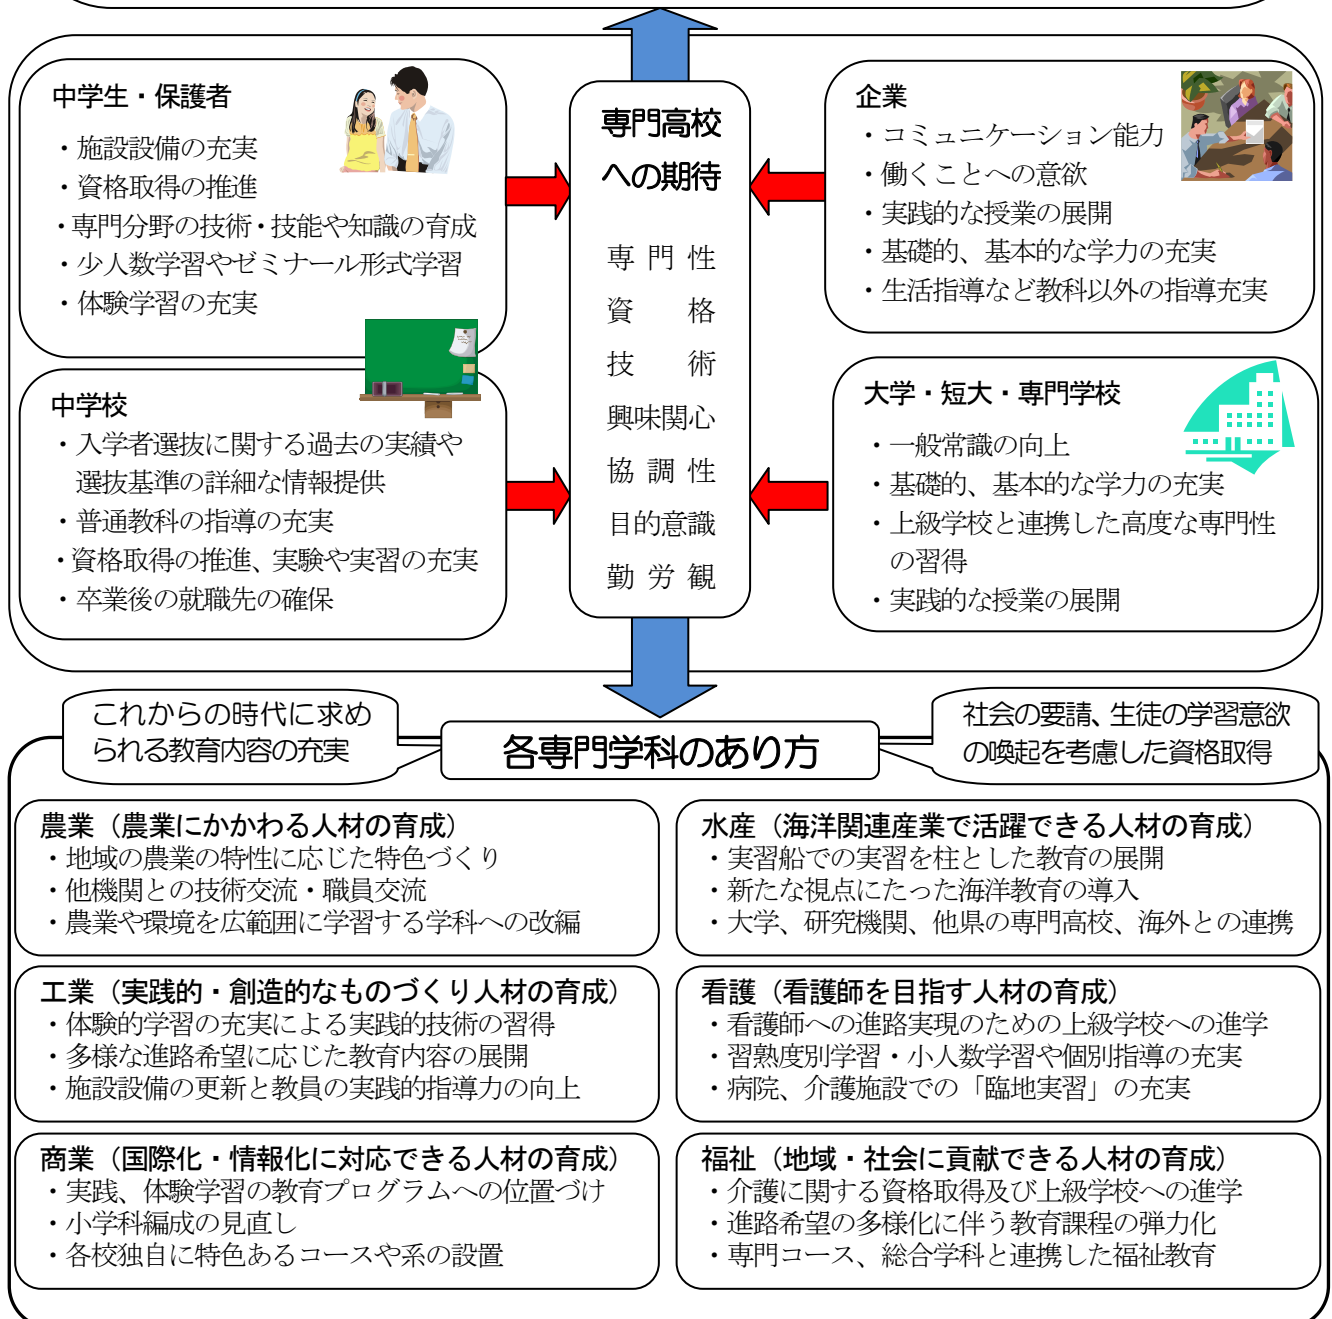 中学生・保護者
・施設設備の充実
・資格取得の推進
・専門分野の技術・技能や知識の育成
・少人数学習やゼミナール形式学習
・体験学習の充実
中学校
・入学者選抜に関する過去の実績や
選抜基準の詳細な情報提供
・普通教科の指導の充実
・資格取得の推進、実験や実習の充実
・卒業後の就職先の確保
専門高校
への期待
専門性
資格
技術
興味関心
協調性
目的意識
勤労観
企業
・コミュニケーション能力
・働くことへの意欲
・実践的な授業の展開
・基礎的、基本的な学力の充実
・生活指導など教科以外の指導充実
大学・短大・専門学校
・一般常識の向上
・基礎的、基本的な学力の充実
・上級学校と連携した高度な専門性
の習得
・実践的な授業の展開
これからの時代に求め
られる教育内容の充実
各専門学科のあり方
社会の要請、生徒の学習意欲
の喚起を考慮した資格取得
農業（農業にかかわる人材の育成）
・地域の農業の特性に応じた特色づくり
・他機関との技術交流・職員交流
・農業や環境を広範囲に学習する学科への改編
水産（海洋関連産業で活躍できる人材の育成）
・実習船での実習を柱とした教育の展開
・新たな視点にたった海洋教育の導入
・大学、研究機関、他県の専門高校、海外との連携
工業（実践的・創造的なものづくり人材の育成）
・体験的学習の充実による実践的技術の習得
・多様な進路希望に応じた教育内容の展開
・施設設備の更新と教員の実践的指導力の向上
看護（看護師を目指す人材の育成）
・看護師への進路実現のための上級学校への進学
・習熟度別学習・小人数学習や個別指導の充実
・病院、介護施設での「臨地実習」の充実
商業（国際化・情報化に対応できる人材の育成）
・実践、体験学習の教育プログラムへの位置づけ
・小学科編成の見直し
・各校独自に特色あるコースや系の設置
福祉（地域・社会に貢献できる人材の育成）
・介護に関する資格取得及び上級学校への進学
・進路希望の多様化に伴う教育課程の弾力化
・専門コース、総合学科と連携した福祉教育